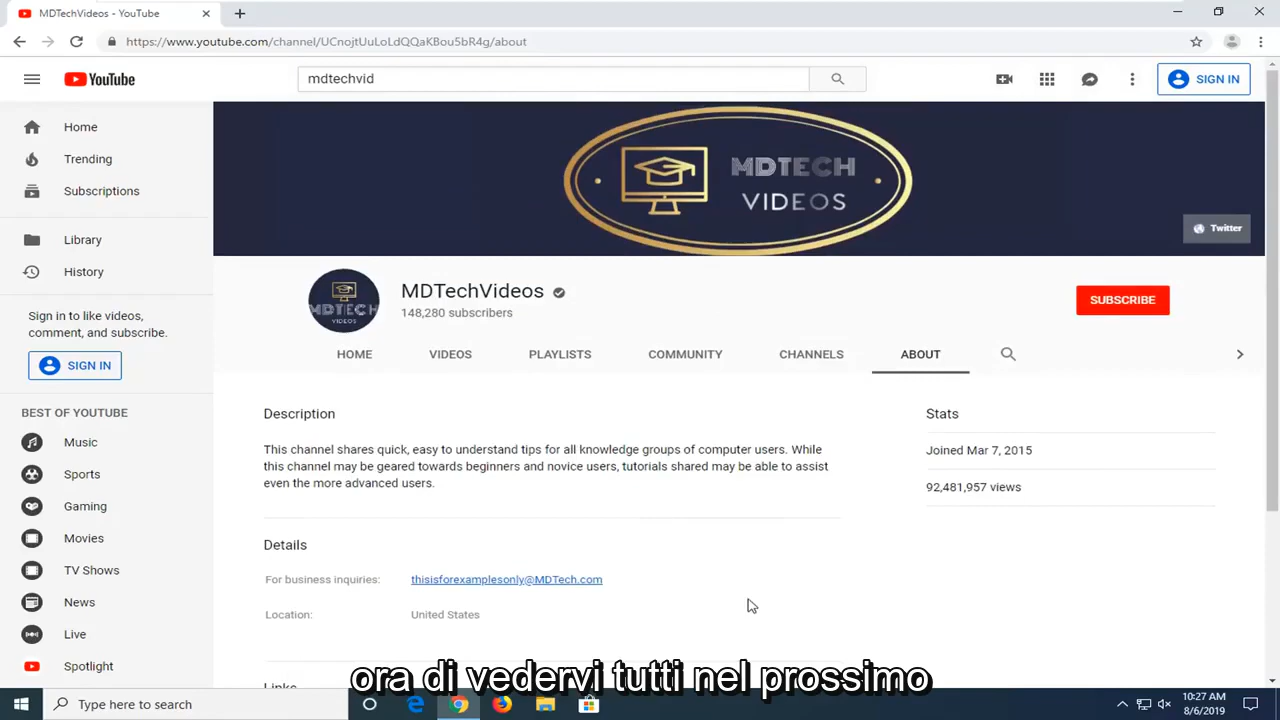 MDTechVideos - YouTube
https://www.youtube.com/channel/UCnojtUuLoLdQQaKBou5bR4g/about
YouTube
mdtechvid
SIGN IN
Home
Trending
Subscriptions
Library
History
Sign in to like videos,
comment, and subscribe.
SIGN IN
BEST OF YOUTUBE
Music
Sports
Gaming
Movies
TV Shows
News
Live
Spotlight
MDTECH
VIDEOS
Twitter
MDTECH
VIDEOS
MDTechVideos
148,280 subscribers
SUBSCRIBE
HOME VIDEOS PLAYLISTS COMMUNITY CHANNELS ABOUT
Description
This channel shares quick, easy to understand tips for all knowledge groups of computer users. While
this channel may be geared towards beginners and novice users, tutorials shared may be able to assist
even the more advanced users.
Stats
Joined Mar 7, 2015
92,481,957 views
Details
For business inquiries: thisisforexamplesonly@MDTech.com
Location: United States
Links
ora di vedervi tutti nel prossimo
Type here to search
10:27 AM
8/6/2019